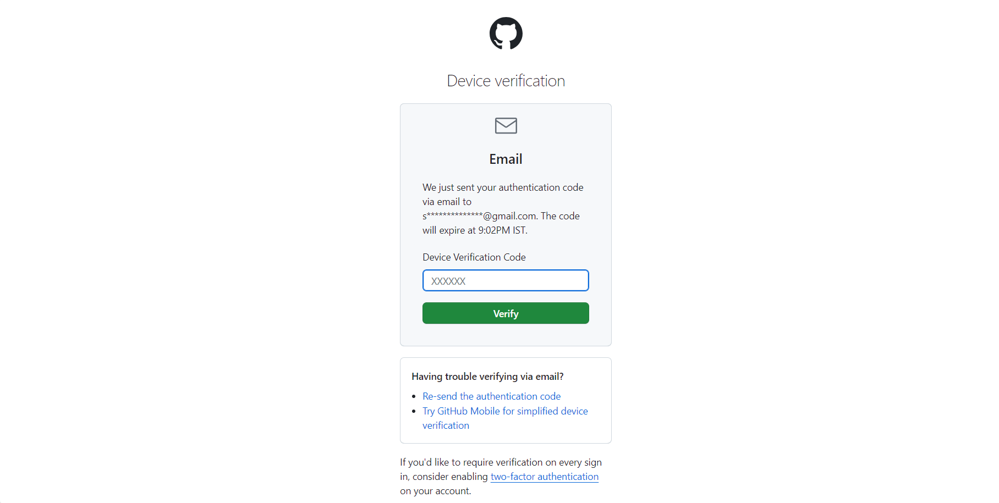 Device verification
Email
We just sent your authentication code
via email to
s**************@gmail.com. The code
will expire at 9:02PM IST.
Device Verification Code
XXXXXX
Verify
Having trouble verifying via email?
• Re-send the authentication code
• Try GitHub Mobile for simplified device
verification
If you'd like to require verification on every sign
in, consider enabling two-factor authentication
on your account.